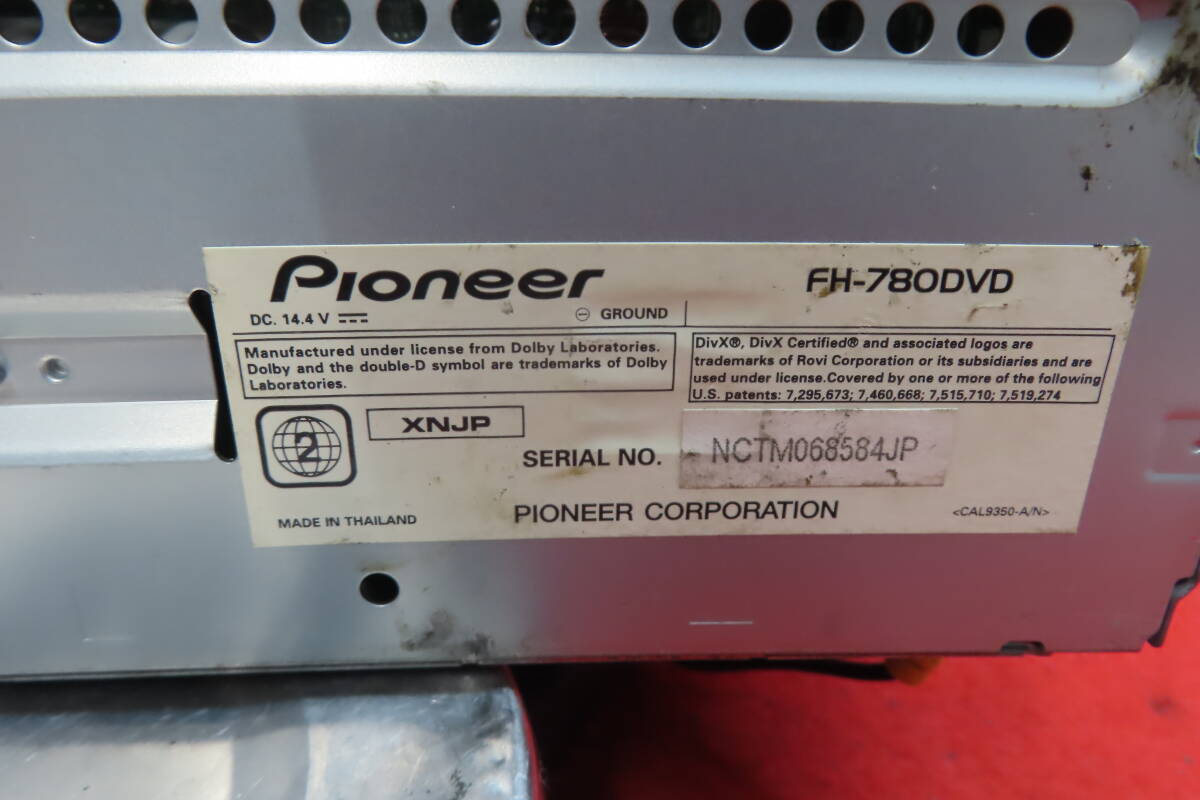 Pioneer
FH-780DVD
DC. 14.4 V
⊖ GROUND
Manufactured under license from Dolby Laboratories.
Dolby and the double-D symbol are trademarks of Dolby
Laboratories.
DivX®, DivX Certified® and associated logos are
trademarks of Rovi Corporation or its subsidiaries and are
used under license.Covered by one or more of the following
U.S. patents: 7,295,673; 7,460,668; 7,515,710; 7,519,274
2
XNJP
SERIAL NO.
NCTM068584JP
MADE IN THAILAND
PIONEER CORPORATION
<CAL9350-A/N>